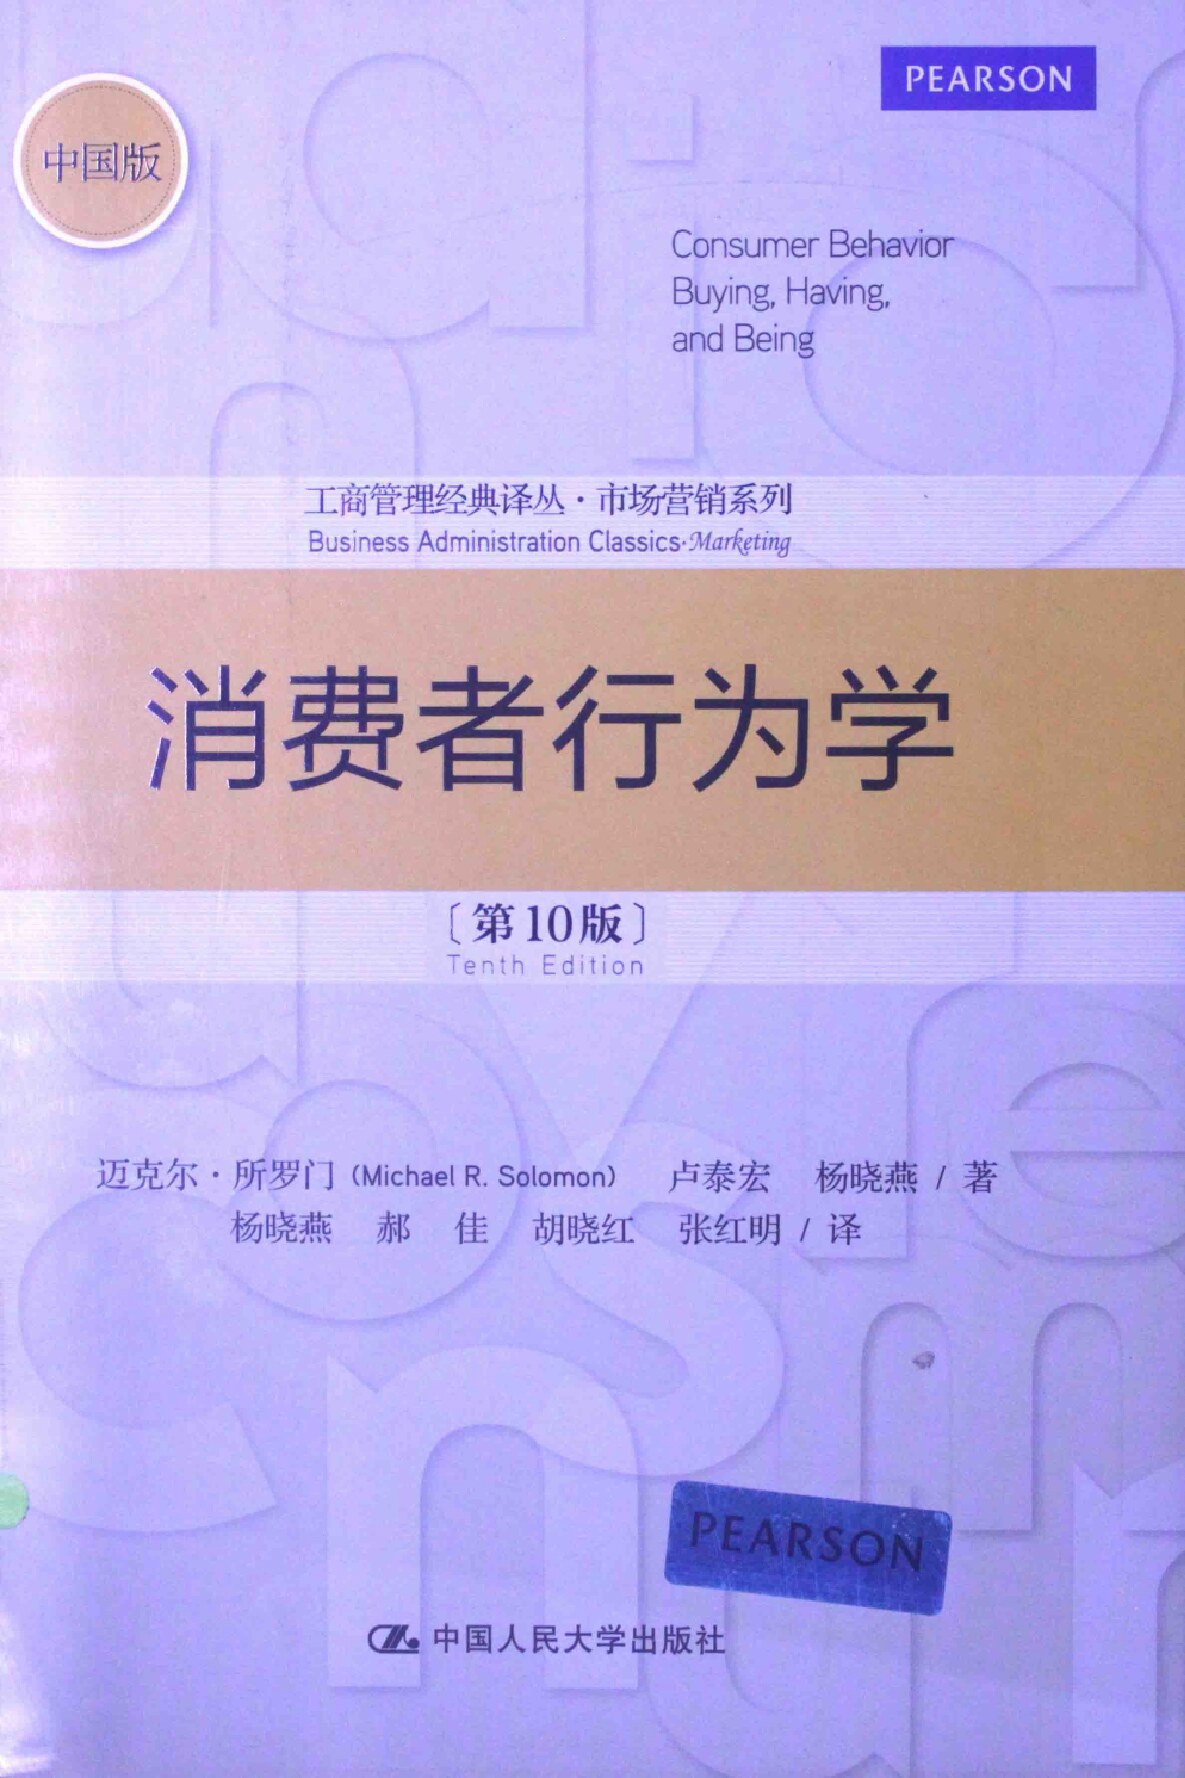 PEARSON
中国版
Consumer Behavior
Buying, Having,
and Being
工商管理经典译丛·市场营销系列
Business Administration Classics·Marketing
消费者行为学
〔第10版〕
Tenth Edition
迈克尔·所罗门 (Michael R. Solomon) 卢泰宏 杨晓燕 / 著
杨晓燕 郝 佳 胡晓红 张红明 / 译
PEARSON
中国人民大学出版社